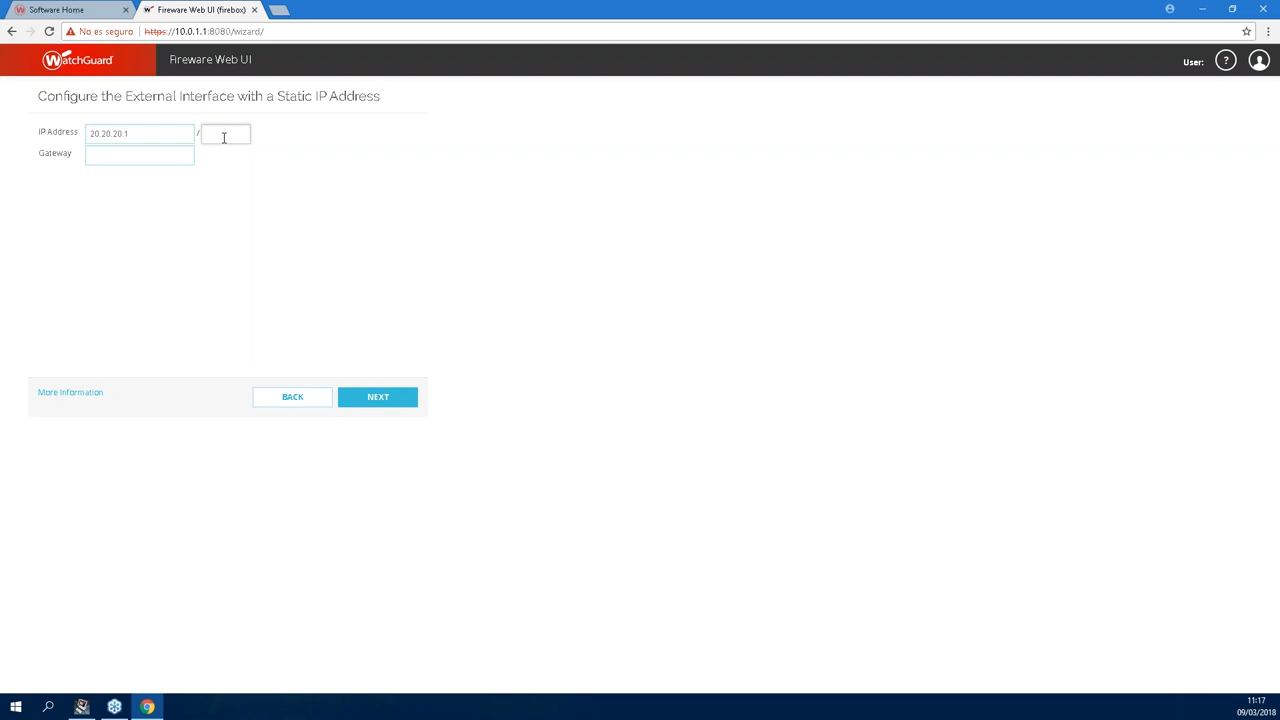 Software Home
Fireware Web UI (firebox)
No es seguro
https://10.0.1.1:8080/wizard/
WatchGuard
Fireware Web UI
User:
?
Configure the External Interface with a Static IP Address
IP Address 20.20.20.1 /
Gateway
More Information
BACK
NEXT
11:17
09/03/2018